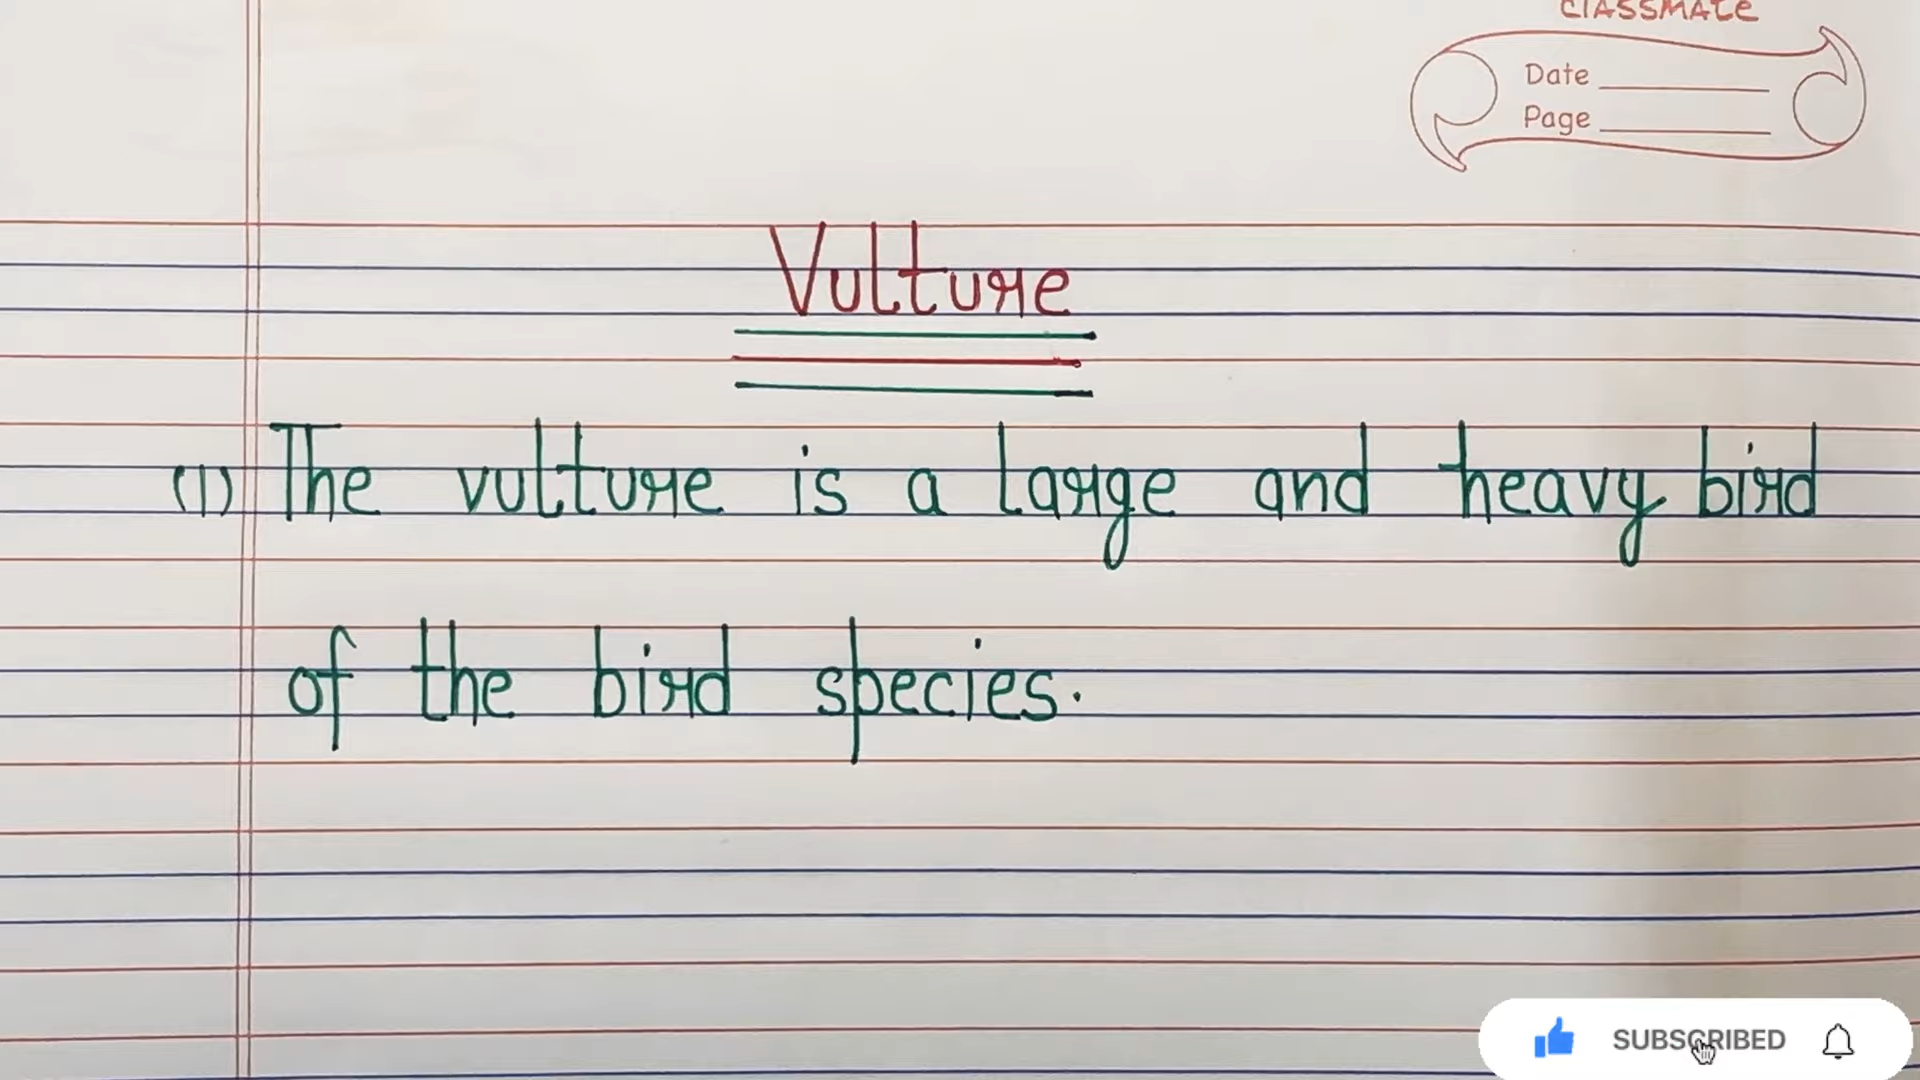 classmate
Date
Page
Vulture
(1) The vulture is a large and heavy bird
of the bird species.
SUBSCRIBED